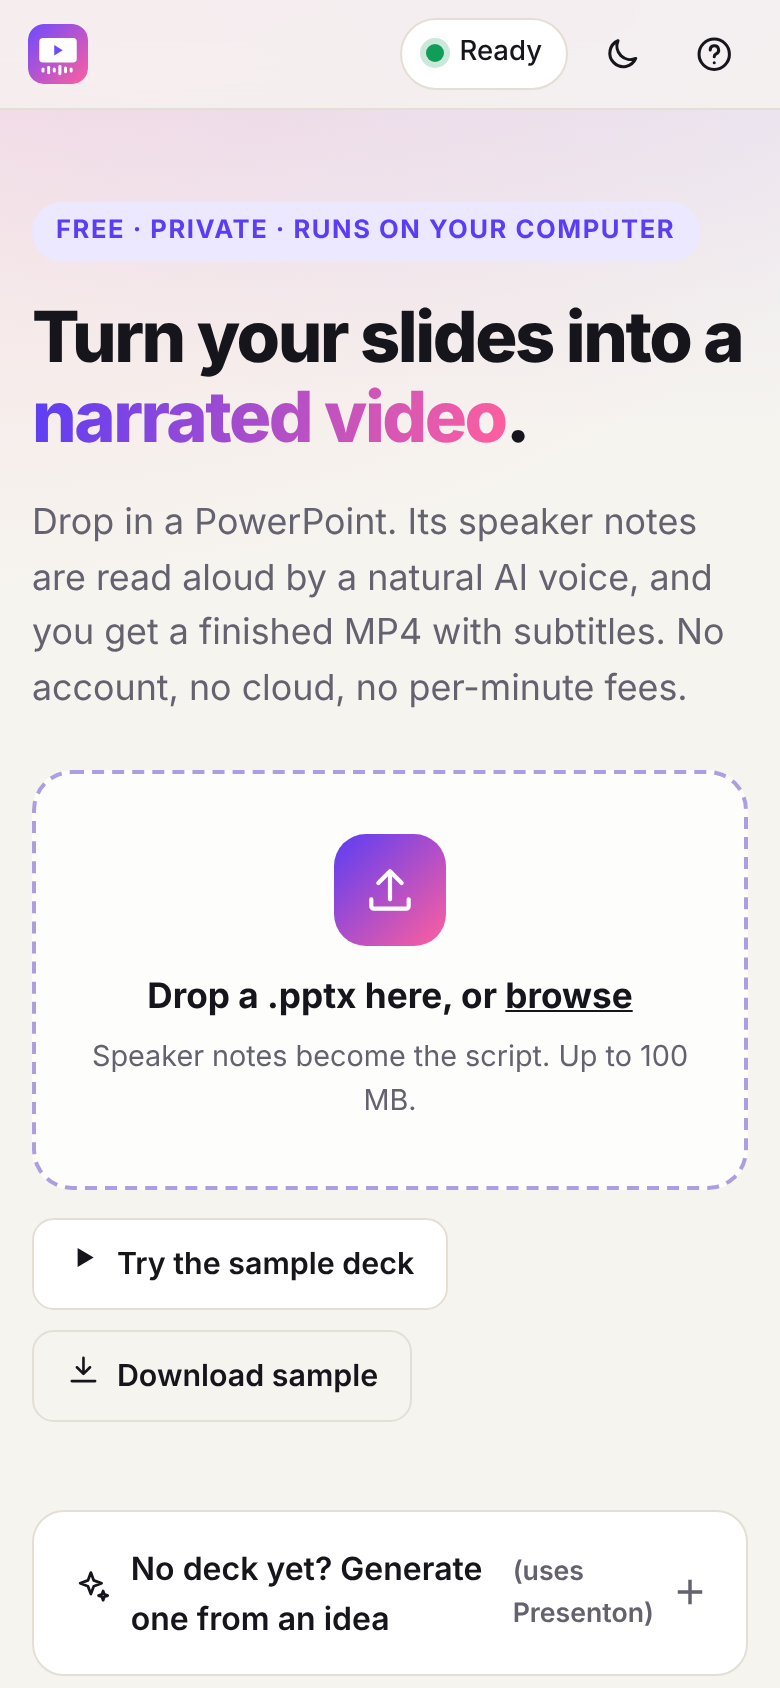 Ready
FREE · PRIVATE · RUNS ON YOUR COMPUTER
Turn your slides into a
narrated video.
Drop in a PowerPoint. Its speaker notes
are read aloud by a natural AI voice, and
you get a finished MP4 with subtitles. No
account, no cloud, no per-minute fees.
Drop a .pptx here, or browse
Speaker notes become the script. Up to 100
MB.
Try the sample deck
Download sample
No deck yet? Generate
one from an idea
(uses
Presenton)